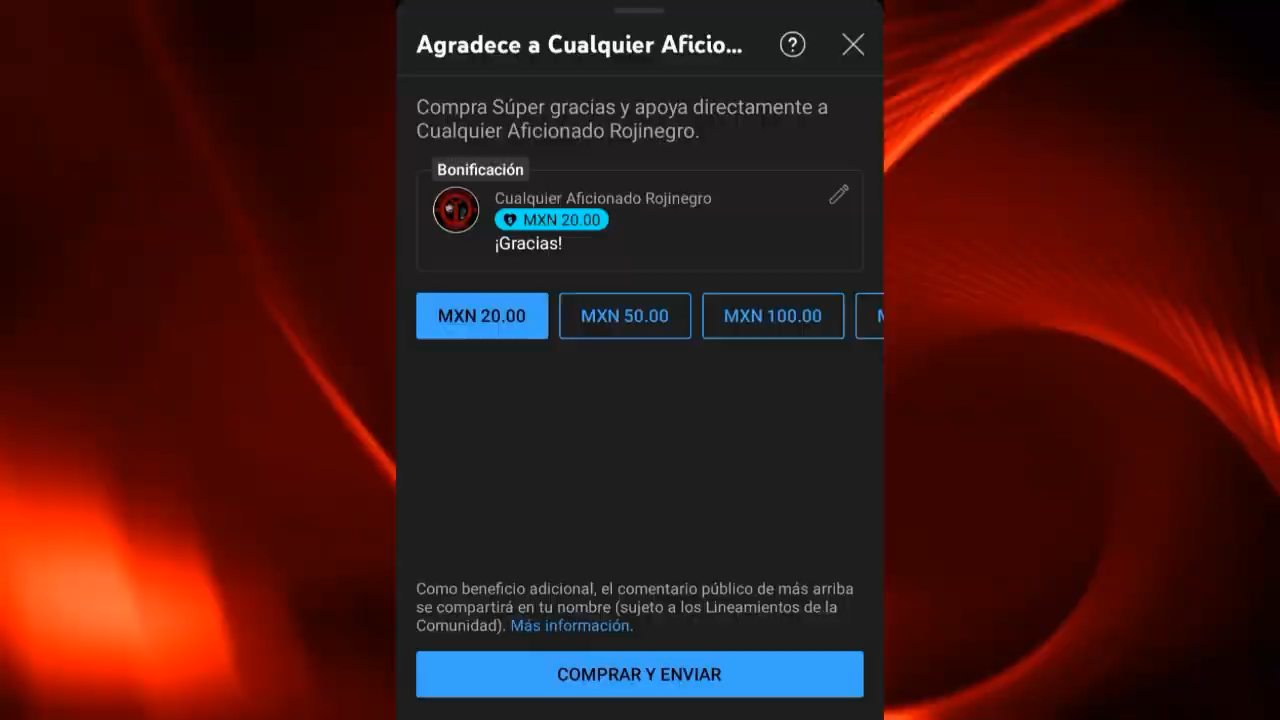 Agradece a Cualquier Aficio...
Compra Súper gracias y apoya directamente a
Cualquier Aficionado Rojinegro.
Bonificación
Cualquier Aficionado Rojinegro
MXN 20.00
¡Gracias!
MXN 20.00 MXN 50.00 MXN 100.00
Como beneficio adicional, el comentario público de más arriba
se compartirá en tu nombre (sujeto a los Lineamientos de la
Comunidad). Más información.
COMPRAR Y ENVIAR